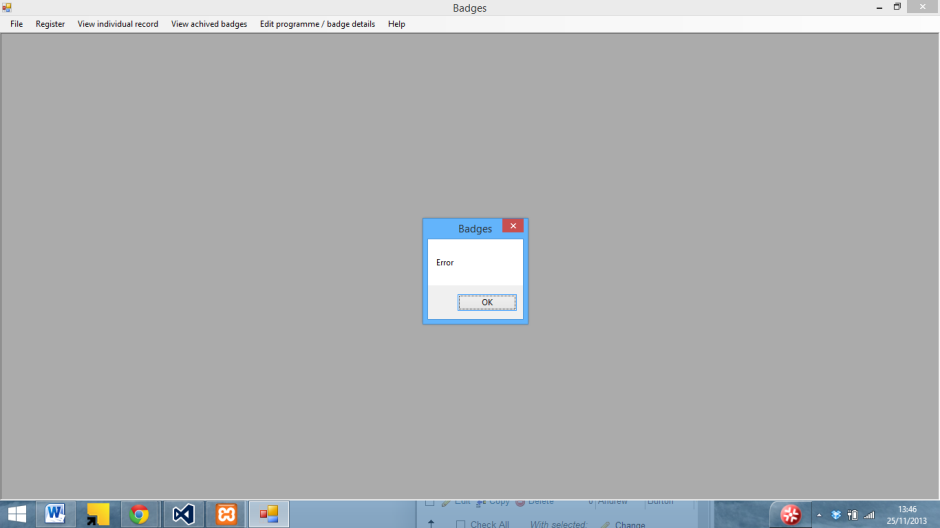 Badges
File Register View individual record View achived badges Edit programme / badge details Help
Badges
Error
OK
Edit Copy Delete Andrew Burton
Check All With selected: Change
13:46
25/11/2013